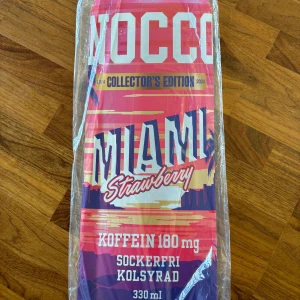 NOCCO
COLLECTOR'S EDITION
MIAMI
Strawberry
KOFFEIN 180 mg
SOCKERFRI
KOLSYRAD
330 ml